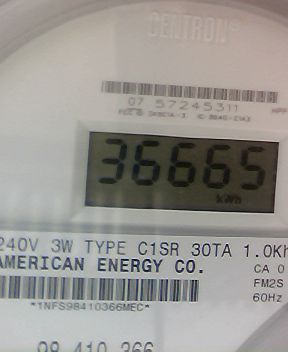 CENTRON®
07 57245311
36665
kWh
240V 3W TYPE C1SR 30TA 1.0Kh
AMERICAN ENERGY CO.
CA 0
FM2S
60Hz
*1NFS98410366MEC*
98 410 366